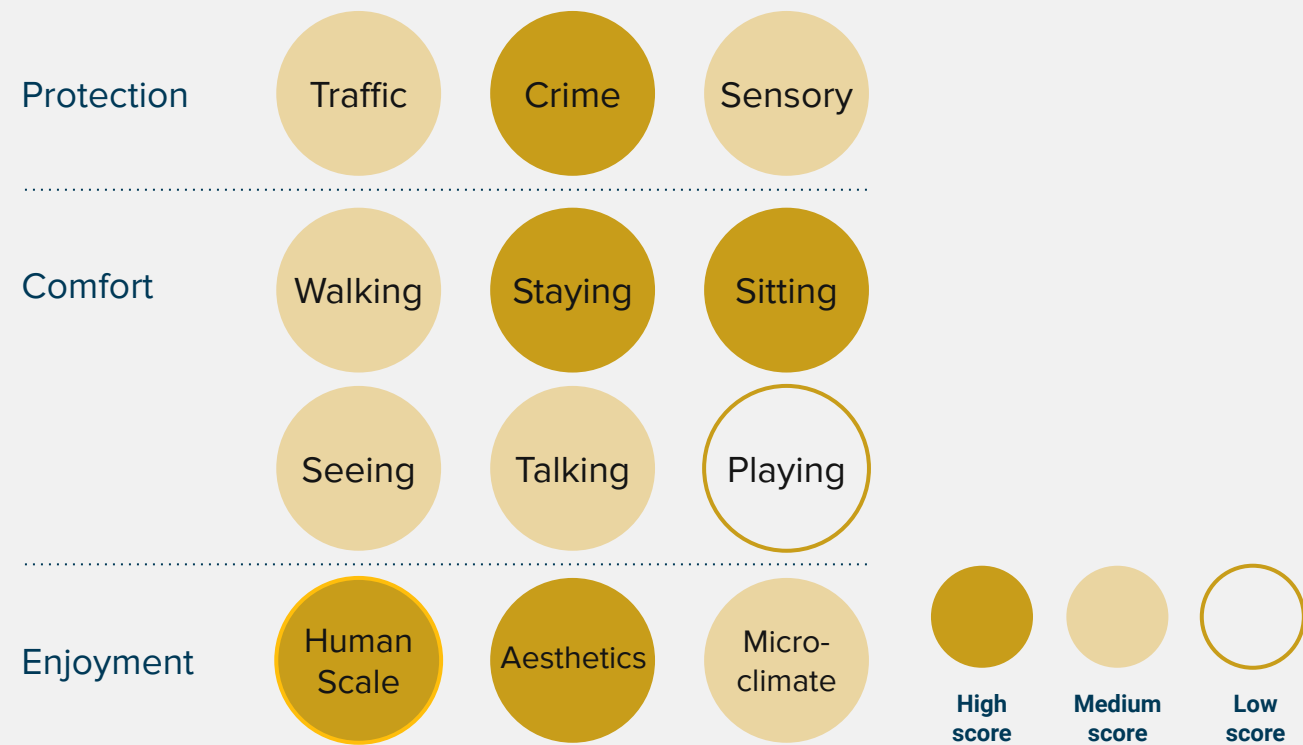 Protection
Traffic
Crime
Sensory
Comfort
Walking
Staying
Sitting
Seeing
Talking
Playing
Enjoyment
Human
Scale
Aesthetics
Micro-
climate
High
score
Medium
score
Low
score